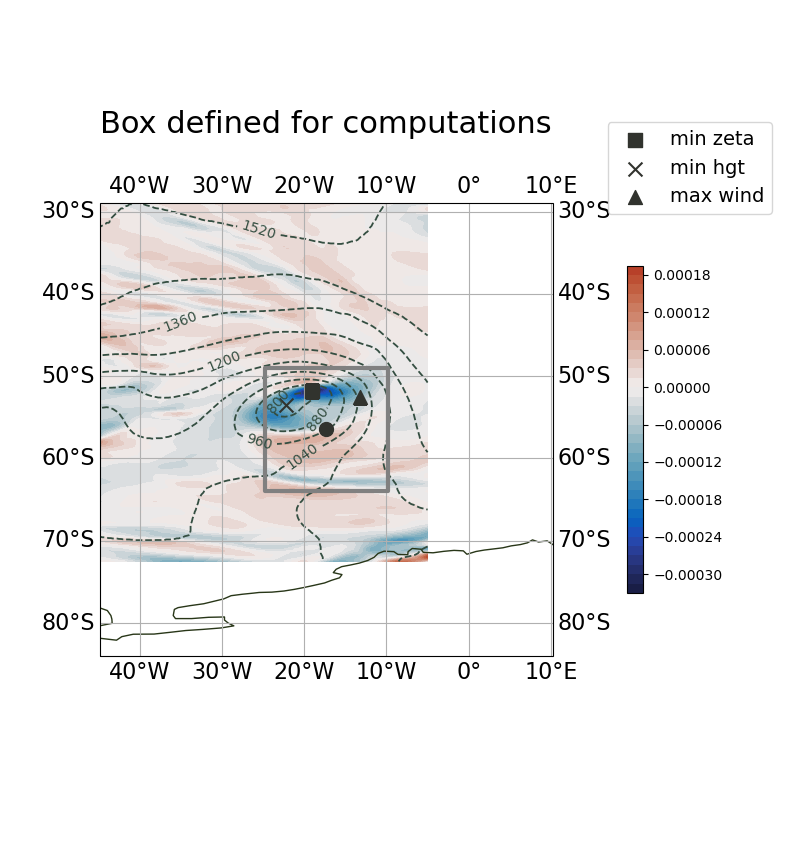 Box defined for computations
min zeta
min hgt
max wind
40°W 30°W 20°W 10°W 0° 10°E
30°S 30°S
1520
40°S 40°S
1360
1200
50°S 50°S
800
880
960
1040
60°S 60°S
70°S 70°S
80°S 80°S
40°W 30°W 20°W 10°W 0° 10°E
0.00018
0.00012
0.00006
0.00000
−0.00006
−0.00012
−0.00018
−0.00024
−0.00030